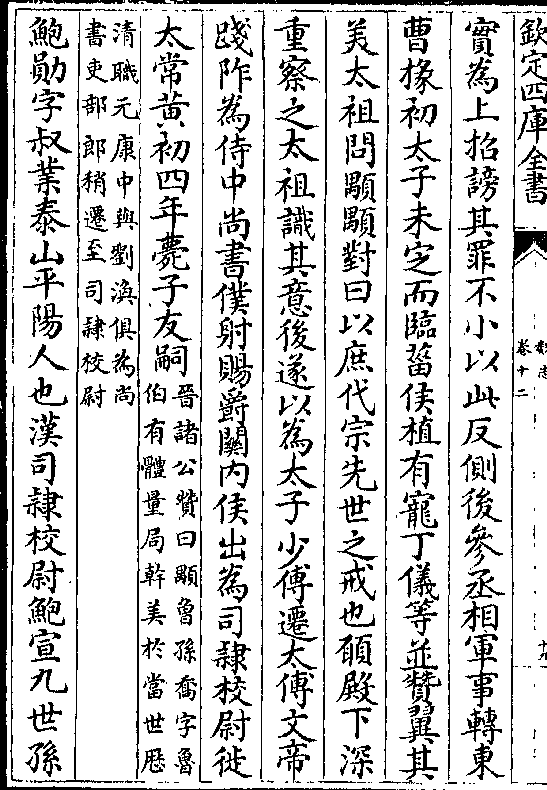 欽定四庫全書
魏志
卷十二
十九
實為上招謗其罪不小以此反側後參丞相軍事轉東
曹掾初太子未定而臨菑侯植有寵丁儀等並贊翼其
美太祖問顒顒對曰以庶代宗先世之戒也願殿下深
重察之太祖識其意後遂以為太子少傅遷太傅文帝
踐阼為侍中尚書僕射賜爵關內侯出為司隸校尉徙
太常黃初四年薨子友嗣
晉諸公贊曰顒魯孫喬字魯
伯有體量局幹美於當世歷
清職元康中與劉渙俱為尚
書吏部郎稍遷至司隸校尉
鮑勛字叔業泰山平陽人也漢司隸校尉鮑宣九世孫